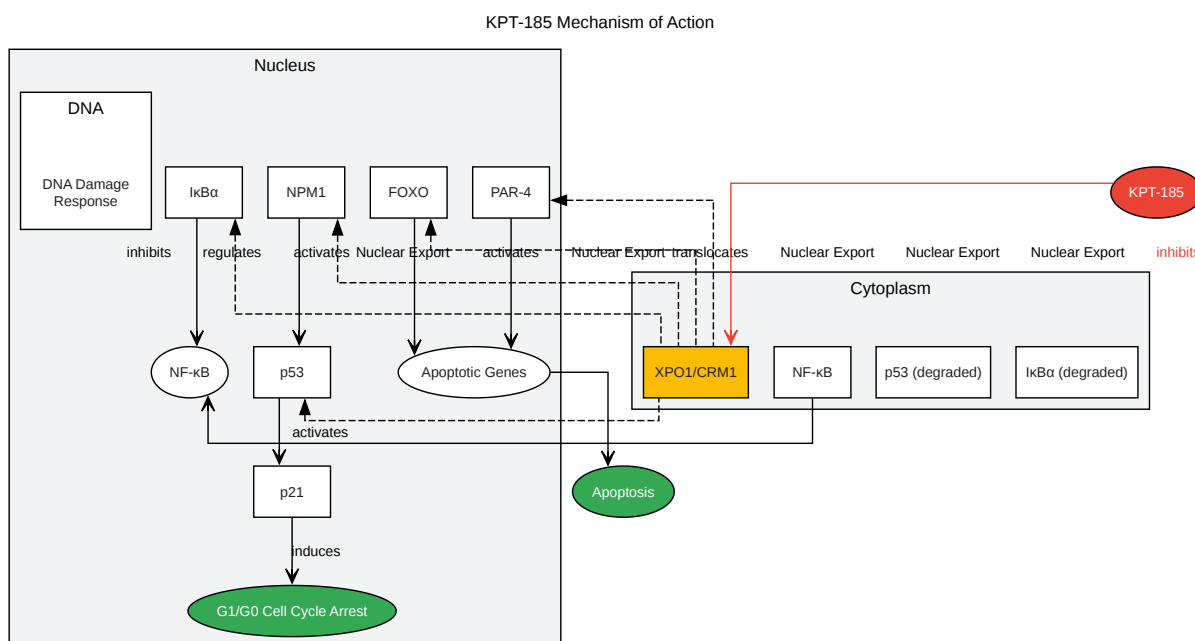 KPT-185 Mechanism of Action
Nucleus
DNA
DNA Damage
Response
IκBα
NPM1
FOXO
PAR-4
KPT-185
inhibits
regulates
activates
Nuclear Export
activates
Nuclear Export
translocates
Nuclear Export
Nuclear Export
Nuclear Export
inhibits
Cytoplasm
NF-κB
p53
Apoptotic Genes
XPO1/CRM1
NF-κB
p53 (degraded)
IκBα (degraded)
activates
p21
Apoptosis
induces
G1/G0 Cell Cycle Arrest